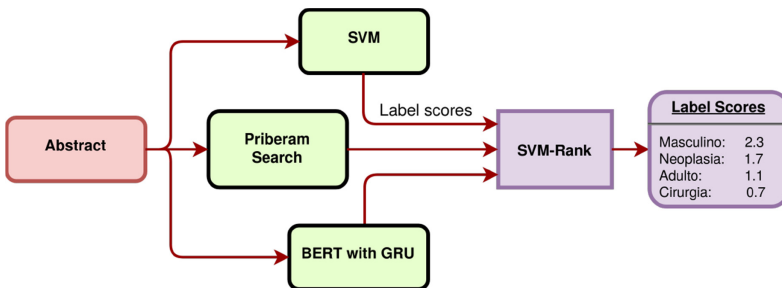 SVM
Label scores
Abstract
Priberam
Search
SVM-Rank
BERT with GRU
Label Scores
Masculino: 2.3
Neoplasia: 1.7
Adulto: 1.1
Cirurgia: 0.7